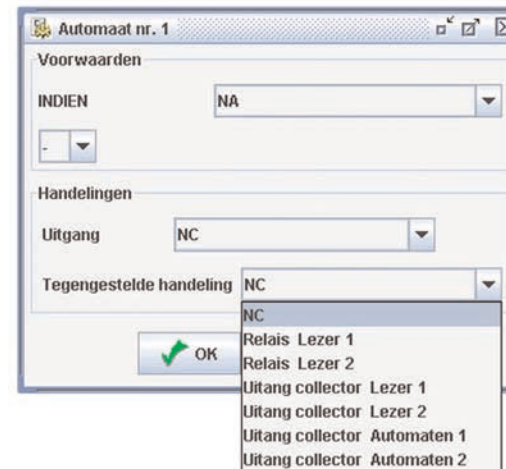 Automaat nr. 1
Voorwaarden
INDIEN NA
-
Handelingen
Uitgang NC
Tegengestelde handeling NC
NC
Relais Lezer 1
OK
Relais Lezer 2
Uitang collector Lezer 1
Uitang collector Lezer 2
Uitang collector Automaten 1
Uitang collector Automaten 2